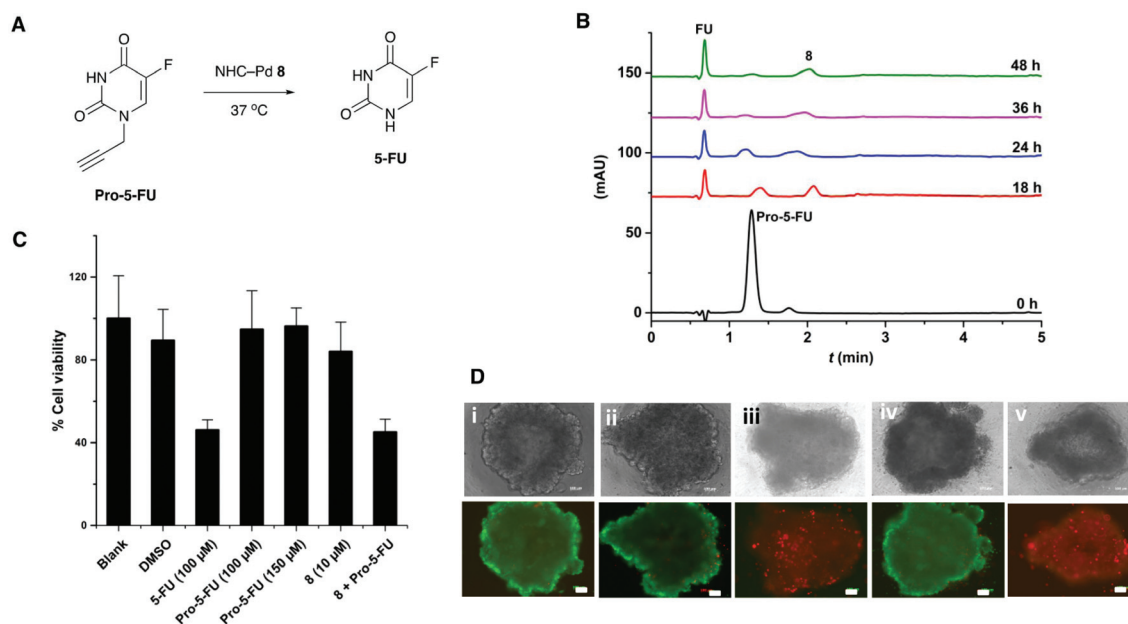 A
O
F
HN
O
N
Pro-5-FU
NHC–Pd 8
37 °C
O
F
HN
O
N
H
5-FU
B
FU
8
48 h
36 h
24 h
18 h
Pro-5-FU
0 h
150
100
75
50
25
0
(mAU)
0 1 2 3 4 5
t (min)
C
120
80
40
0
% Cell viability
Blank
DMSO
5-FU (100 µM)
Pro-5-FU (100 µM)
Pro-5-FU (150 µM)
8 (10 µM)
8 + Pro-5-FU
D
i
ii
iii
iv
v